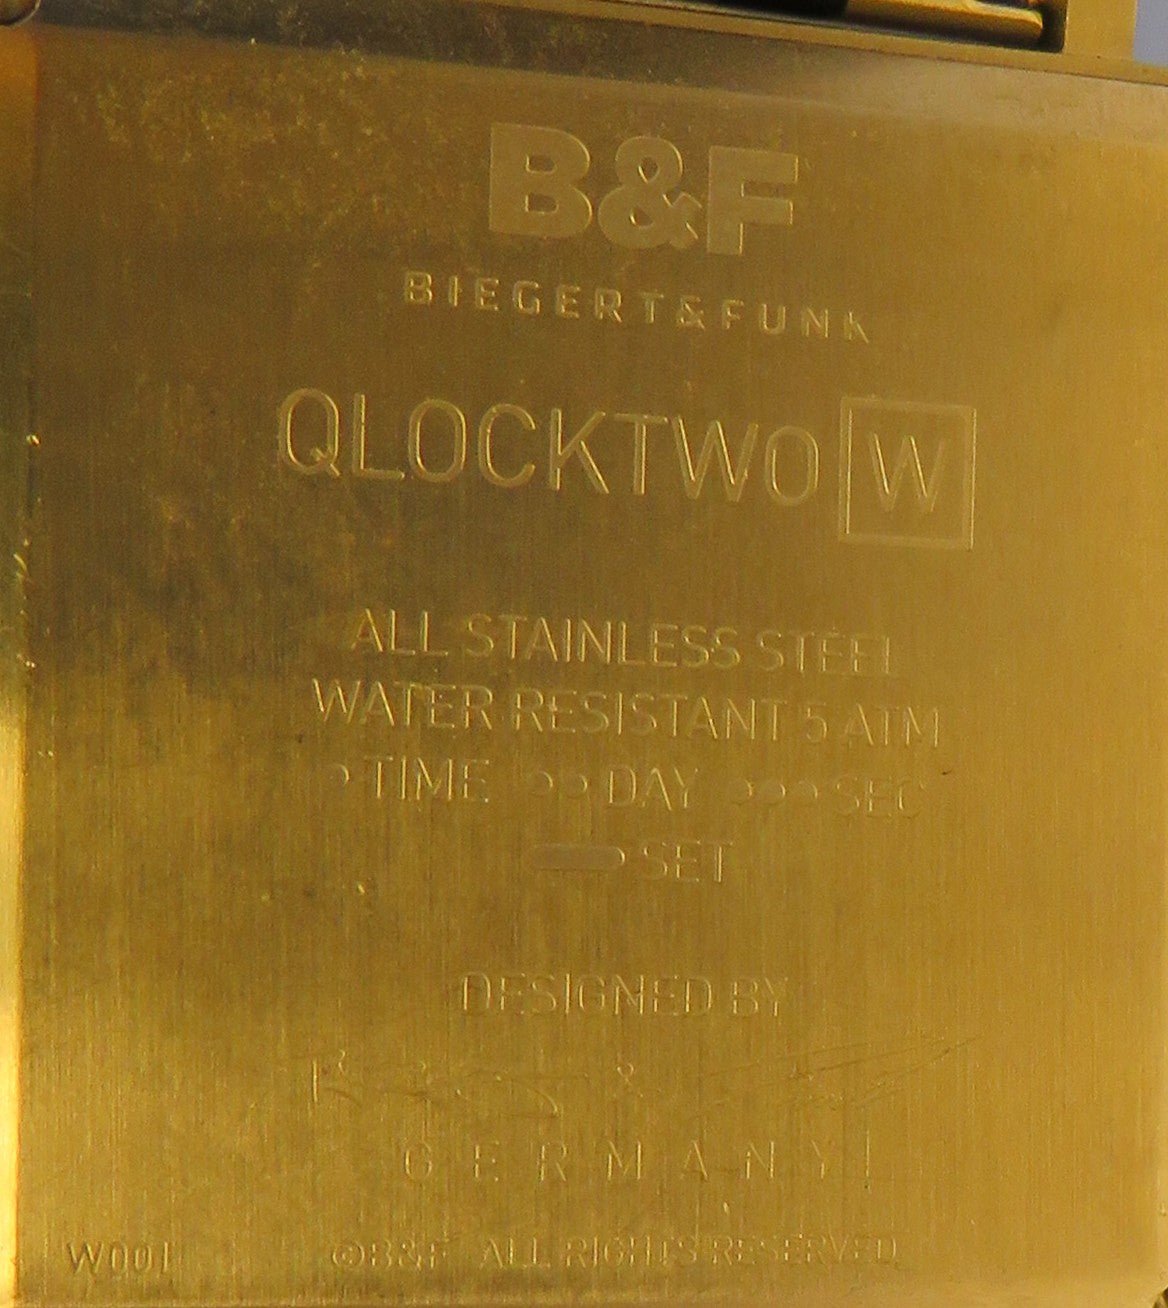 B&F
BIEGERT&FUNK
QLOCKTWO W
ALL STAINLESS STEEL
WATER RESISTANT 5 ATM
TIME DAY SEC
SET
DESIGNED BY
&
GERMANY
W001 ©B&F ALL RIGHTS RESERVED